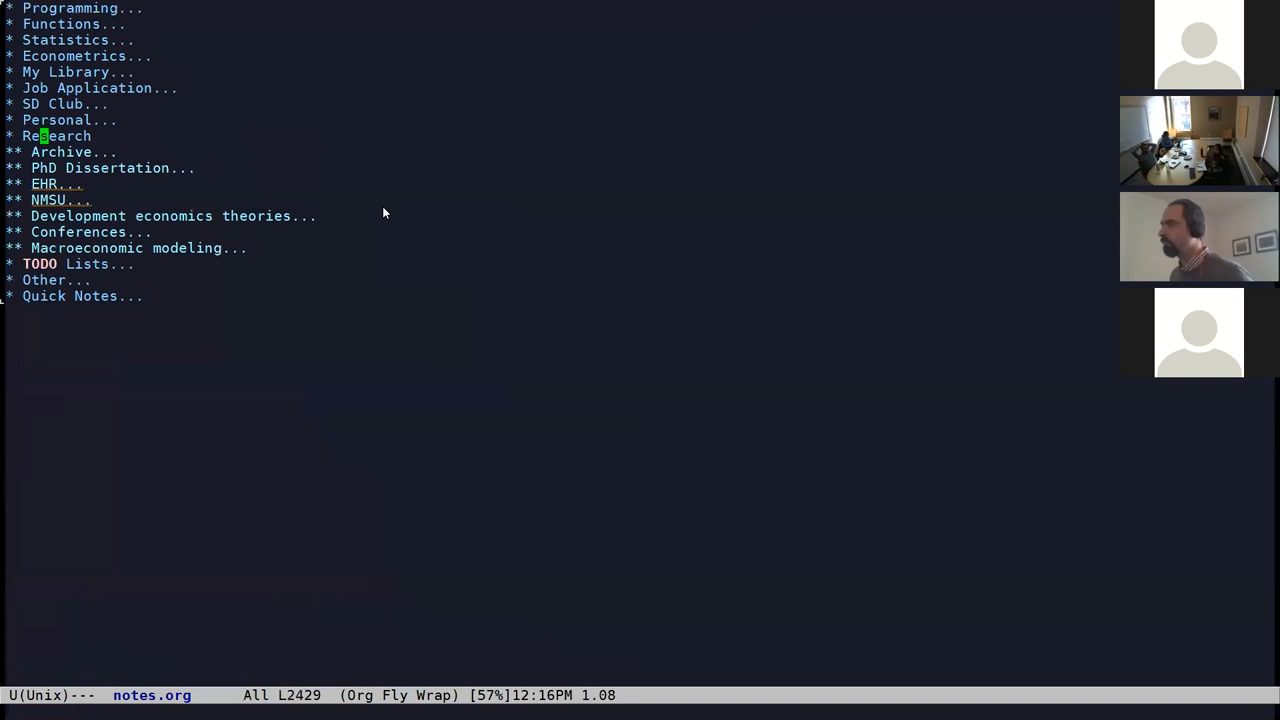 * Programming...
* Functions...
* Statistics...
* Econometrics...
* My Library...
* Job Application...
* SD Club...
* Personal...
* Research
** Archive...
** PhD Dissertation...
** EHR...
** NMSU...
** Development economics theories...
** Conferences...
** Macroeconomic modeling...
* TODO Lists...
* Other...
* Quick Notes...
U(Unix)--- notes.org All L2429 (Org Fly Wrap) [57%]12:16PM 1.08